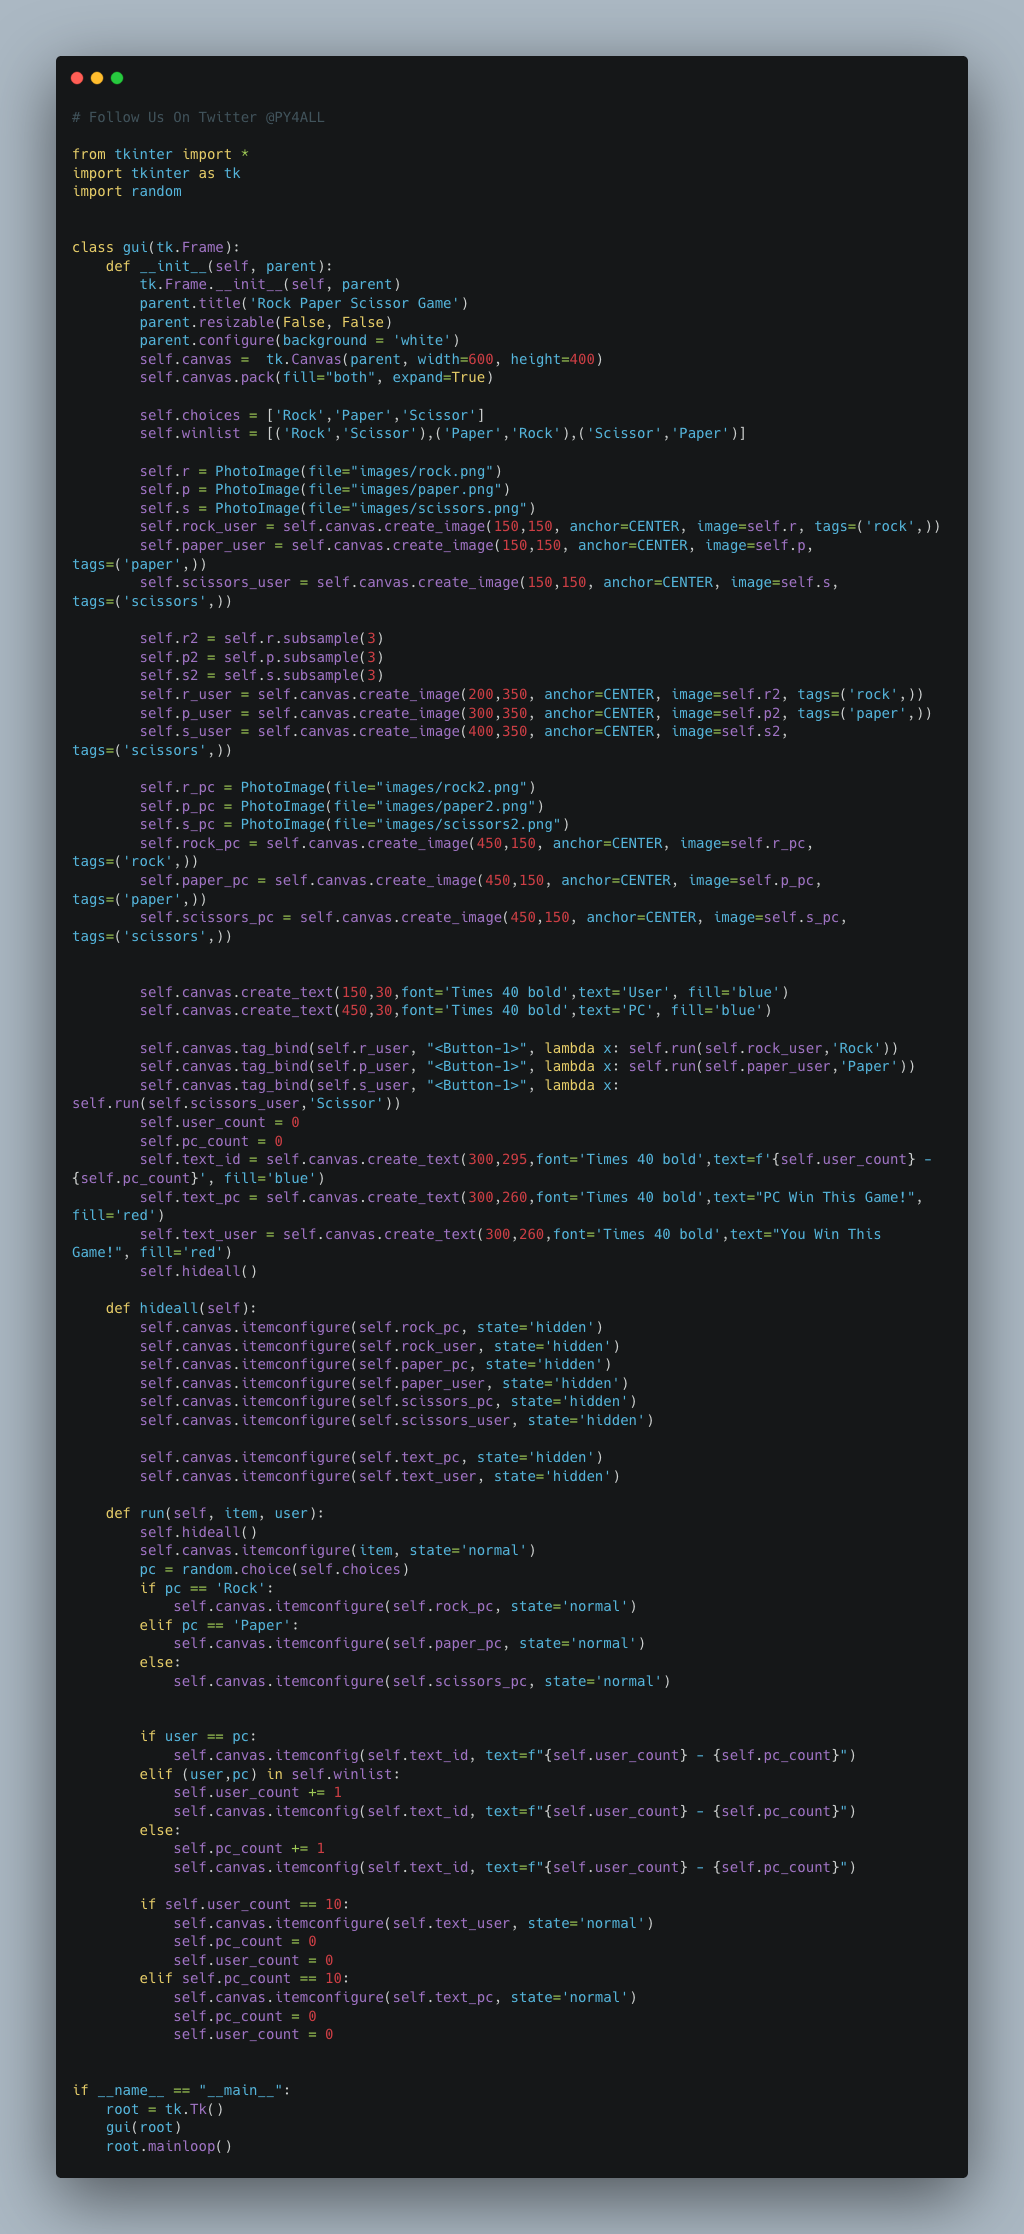 # Follow Us On Twitter @PY4ALL

from tkinter import *
import tkinter as tk
import random


class gui(tk.Frame):
    def __init__(self, parent):
        tk.Frame.__init__(self, parent)
        parent.title('Rock Paper Scissor Game')
        parent.resizable(False, False)
        parent.configure(background = 'white')
        self.canvas =  tk.Canvas(parent, width=600, height=400)
        self.canvas.pack(fill="both", expand=True)

        self.choices = ['Rock','Paper','Scissor']
        self.winlist = [('Rock','Scissor'),('Paper','Rock'),('Scissor','Paper')]

        self.r = PhotoImage(file="images/rock.png")
        self.p = PhotoImage(file="images/paper.png")
        self.s = PhotoImage(file="images/scissors.png")
        self.rock_user = self.canvas.create_image(150,150, anchor=CENTER, image=self.r, tags=('rock',))
        self.paper_user = self.canvas.create_image(150,150, anchor=CENTER, image=self.p,
tags=('paper',))
        self.scissors_user = self.canvas.create_image(150,150, anchor=CENTER, image=self.s,
tags=('scissors',))

        self.r2 = self.r.subsample(3)
        self.p2 = self.p.subsample(3)
        self.s2 = self.s.subsample(3)
        self.r_user = self.canvas.create_image(200,350, anchor=CENTER, image=self.r2, tags=('rock',))
        self.p_user = self.canvas.create_image(300,350, anchor=CENTER, image=self.p2, tags=('paper',))
        self.s_user = self.canvas.create_image(400,350, anchor=CENTER, image=self.s2,
tags=('scissors',))

        self.r_pc = PhotoImage(file="images/rock2.png")
        self.p_pc = PhotoImage(file="images/paper2.png")
        self.s_pc = PhotoImage(file="images/scissors2.png")
        self.rock_pc = self.canvas.create_image(450,150, anchor=CENTER, image=self.r_pc,
tags=('rock',))
        self.paper_pc = self.canvas.create_image(450,150, anchor=CENTER, image=self.p_pc,
tags=('paper',))
        self.scissors_pc = self.canvas.create_image(450,150, anchor=CENTER, image=self.s_pc,
tags=('scissors',))


        self.canvas.create_text(150,30,font='Times 40 bold',text='User', fill='blue')
        self.canvas.create_text(450,30,font='Times 40 bold',text='PC', fill='blue')

        self.canvas.tag_bind(self.r_user, "<Button-1>", lambda x: self.run(self.rock_user,'Rock'))
        self.canvas.tag_bind(self.p_user, "<Button-1>", lambda x: self.run(self.paper_user,'Paper'))
        self.canvas.tag_bind(self.s_user, "<Button-1>", lambda x:
self.run(self.scissors_user,'Scissor'))
        self.user_count = 0
        self.pc_count = 0
        self.text_id = self.canvas.create_text(300,295,font='Times 40 bold',text=f'{self.user_count} -
{self.pc_count}', fill='blue')
        self.text_pc = self.canvas.create_text(300,260,font='Times 40 bold',text="PC Win This Game!",
fill='red')
        self.text_user = self.canvas.create_text(300,260,font='Times 40 bold',text="You Win This
Game!", fill='red')
        self.hideall()

    def hideall(self):
        self.canvas.itemconfigure(self.rock_pc, state='hidden')
        self.canvas.itemconfigure(self.rock_user, state='hidden')
        self.canvas.itemconfigure(self.paper_pc, state='hidden')
        self.canvas.itemconfigure(self.paper_user, state='hidden')
        self.canvas.itemconfigure(self.scissors_pc, state='hidden')
        self.canvas.itemconfigure(self.scissors_user, state='hidden')

        self.canvas.itemconfigure(self.text_pc, state='hidden')
        self.canvas.itemconfigure(self.text_user, state='hidden')

    def run(self, item, user):
        self.hideall()
        self.canvas.itemconfigure(item, state='normal')
        pc = random.choice(self.choices)
        if pc == 'Rock':
            self.canvas.itemconfigure(self.rock_pc, state='normal')
        elif pc == 'Paper':
            self.canvas.itemconfigure(self.paper_pc, state='normal')
        else:
            self.canvas.itemconfigure(self.scissors_pc, state='normal')


        if user == pc:
            self.canvas.itemconfig(self.text_id, text=f"{self.user_count} - {self.pc_count}")
        elif (user,pc) in self.winlist:
            self.user_count += 1
            self.canvas.itemconfig(self.text_id, text=f"{self.user_count} - {self.pc_count}")
        else:
            self.pc_count += 1
            self.canvas.itemconfig(self.text_id, text=f"{self.user_count} - {self.pc_count}")

        if self.user_count == 10:
            self.canvas.itemconfigure(self.text_user, state='normal')
            self.pc_count = 0
            self.user_count = 0
        elif self.pc_count == 10:
            self.canvas.itemconfigure(self.text_pc, state='normal')
            self.pc_count = 0
            self.user_count = 0


if __name__ == "__main__":
    root = tk.Tk()
    gui(root)
    root.mainloop()